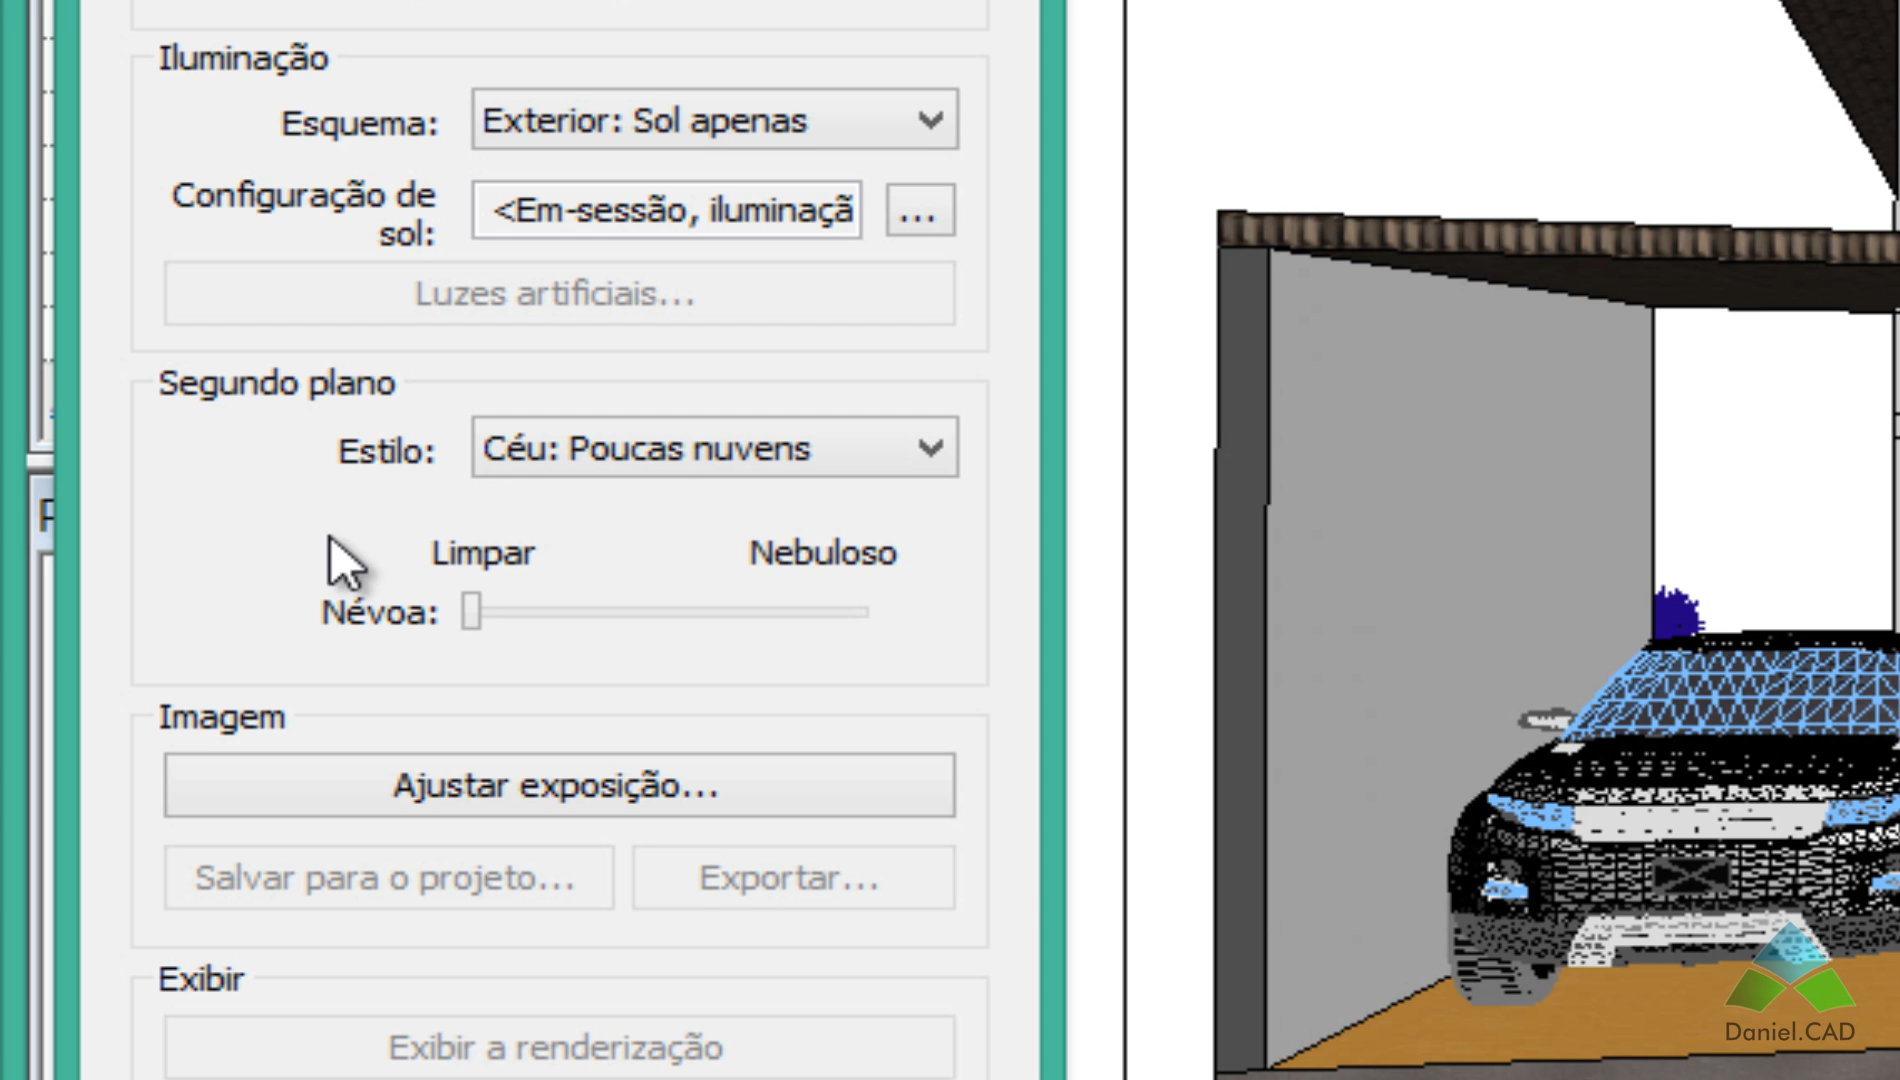 Iluminação
Esquema:
Exterior: Sol apenas
Configuração de
sol:
<Em-sessão, iluminaçã
...
Luzes artificiais...
Segundo plano
Estilo:
Céu: Poucas nuvens
Limpar
Nebuloso
Névoa:
Imagem
Ajustar exposição...
Salvar para o projeto...
Exportar...
Exibir
Exibir a renderização
Daniel.CAD